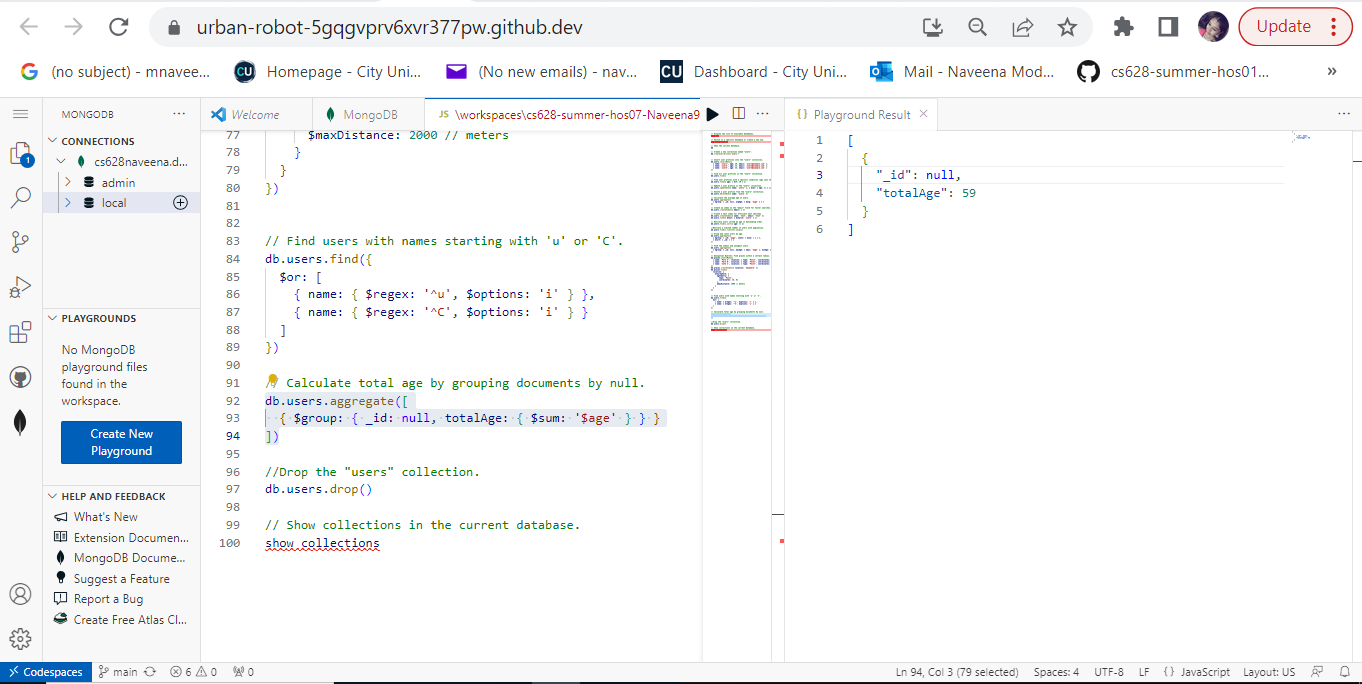 urban-robot-5gqgvprv6xvr377pw.github.dev
Update
(no subject) - mnavee...
CU
Homepage - City Uni...
(No new emails) - nav...
CU
Dashboard - City Uni...
Mail - Naveena Mod...
cs628-summer-hos01...
»
MONGODB
CONNECTIONS
cs628naveena.d...
admin
local
PLAYGROUNDS
No MongoDB
playground files
found in the
workspace.
Create New
Playground
HELP AND FEEDBACK
What's New
Extension Documen...
MongoDB Docume...
Suggest a Feature
Report a Bug
Create Free Atlas Cl...
1
Welcome
MongoDB
JS \workspaces\cs628-summer-hos07-Naveena9
77 $maxDistance: 2000 // meters
78 }
79 }
80 })
81
82
83 // Find users with names starting with 'u' or 'C'.
84 db.users.find({
85 $or: [
86 { name: { $regex: '^u', $options: 'i' } },
87 { name: { $regex: '^C', $options: 'i' } }
88 ]
89 })
90
91 / Calculate total age by grouping documents by null.
92 db.users.aggregate([
93 { $group: { _id: null, totalAge: { $sum: '$age' } } }
94 ])
95
96 //Drop the "users" collection.
97 db.users.drop()
98
99 // Show collections in the current database.
100 show collections
{} Playground Result
1 [
2 {
3 "_id": null,
4 "totalAge": 59
5 }
6 ]
Codespaces
main
6
0
0
Ln 94, Col 3 (79 selected)
Spaces: 4
UTF-8
LF
{} JavaScript
Layout: US